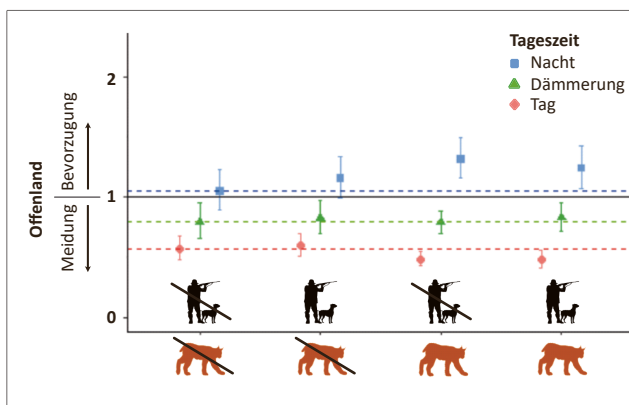 Tageszeit
Nacht
Dämmerung
Tag
Offenland
Bevorzugung
Meidung
2
1
0